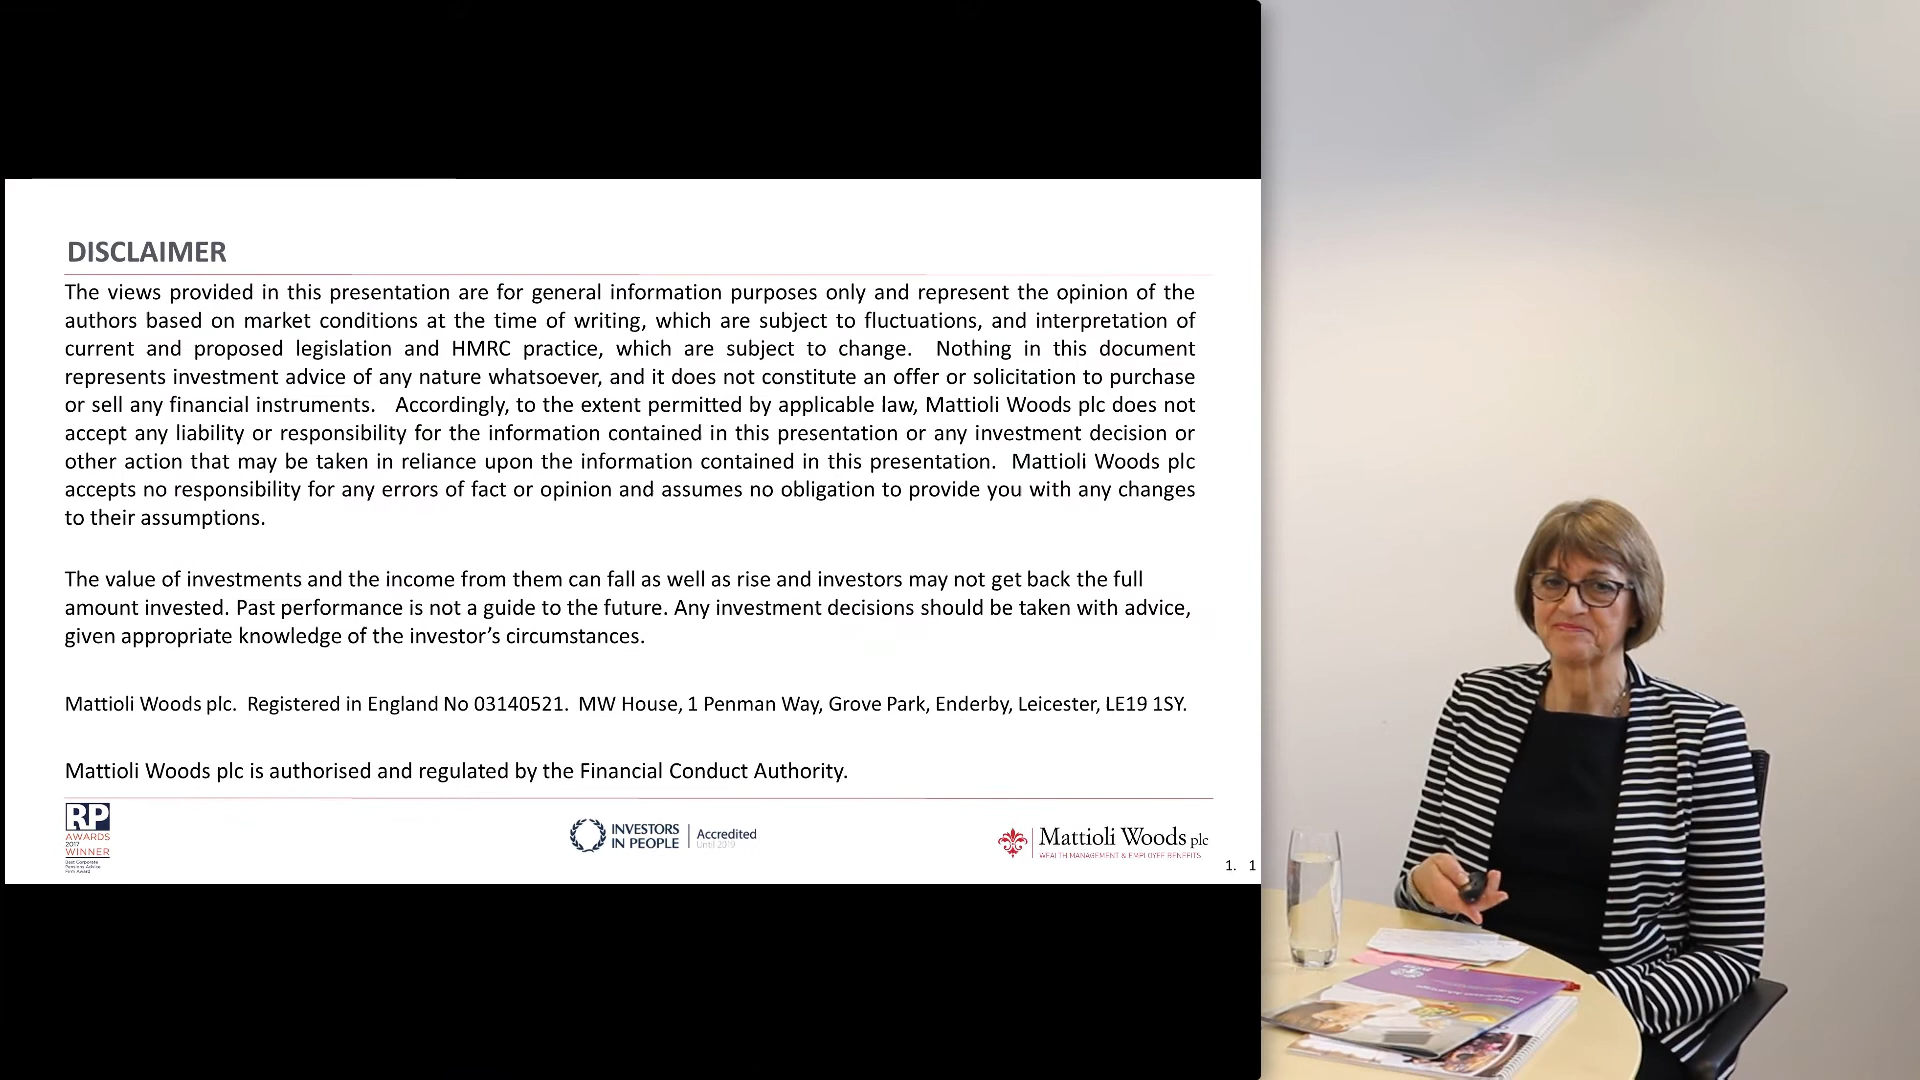 DISCLAIMER
The views provided in this presentation are for general information purposes only and represent the opinion of the
authors based on market conditions at the time of writing, which are subject to fluctuations, and interpretation of
current and proposed legislation and HMRC practice, which are subject to change. Nothing in this document
represents investment advice of any nature whatsoever, and it does not constitute an offer or solicitation to purchase
or sell any financial instruments. Accordingly, to the extent permitted by applicable law, Mattioli Woods plc does not
accept any liability or responsibility for the information contained in this presentation or any investment decision or
other action that may be taken in reliance upon the information contained in this presentation. Mattioli Woods plc
accepts no responsibility for any errors of fact or opinion and assumes no obligation to provide you with any changes
to their assumptions.
The value of investments and the income from them can fall as well as rise and investors may not get back the full
amount invested. Past performance is not a guide to the future. Any investment decisions should be taken with advice,
given appropriate knowledge of the investor’s circumstances.
Mattioli Woods plc. Registered in England No 03140521. MW House, 1 Penman Way, Grove Park, Enderby, Leicester, LE19 1SY.
Mattioli Woods plc is authorised and regulated by the Financial Conduct Authority.
RP
AWARDS
2017
WINNER
Best Corporate
Pensions Advice
Firm Award
INVESTORS
IN PEOPLE
Accredited
Until 2019
Mattioli Woods plc
WEALTH MANAGEMENT & EMPLOYEE BENEFITS
1. 1